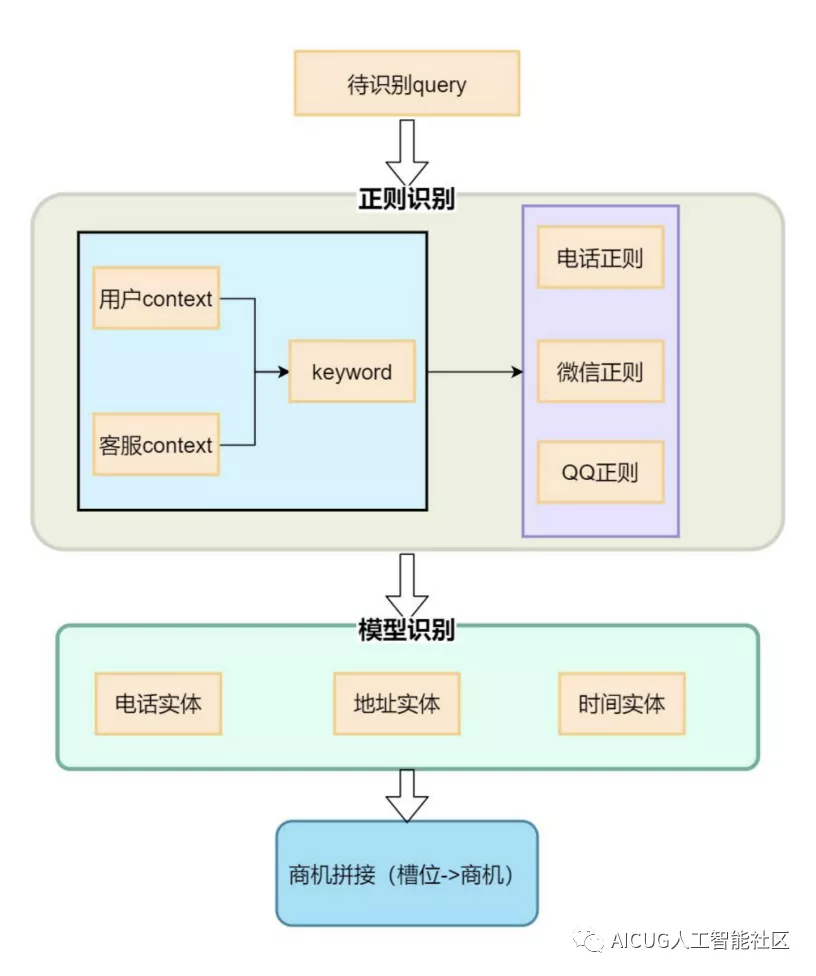 待识别query
正则识别
用户context
客服context
keyword
电话正则
微信正则
QQ正则
模型识别
电话实体
地址实体
时间实体
商机拼接（槽位->商机）
AICUG人工智能社区